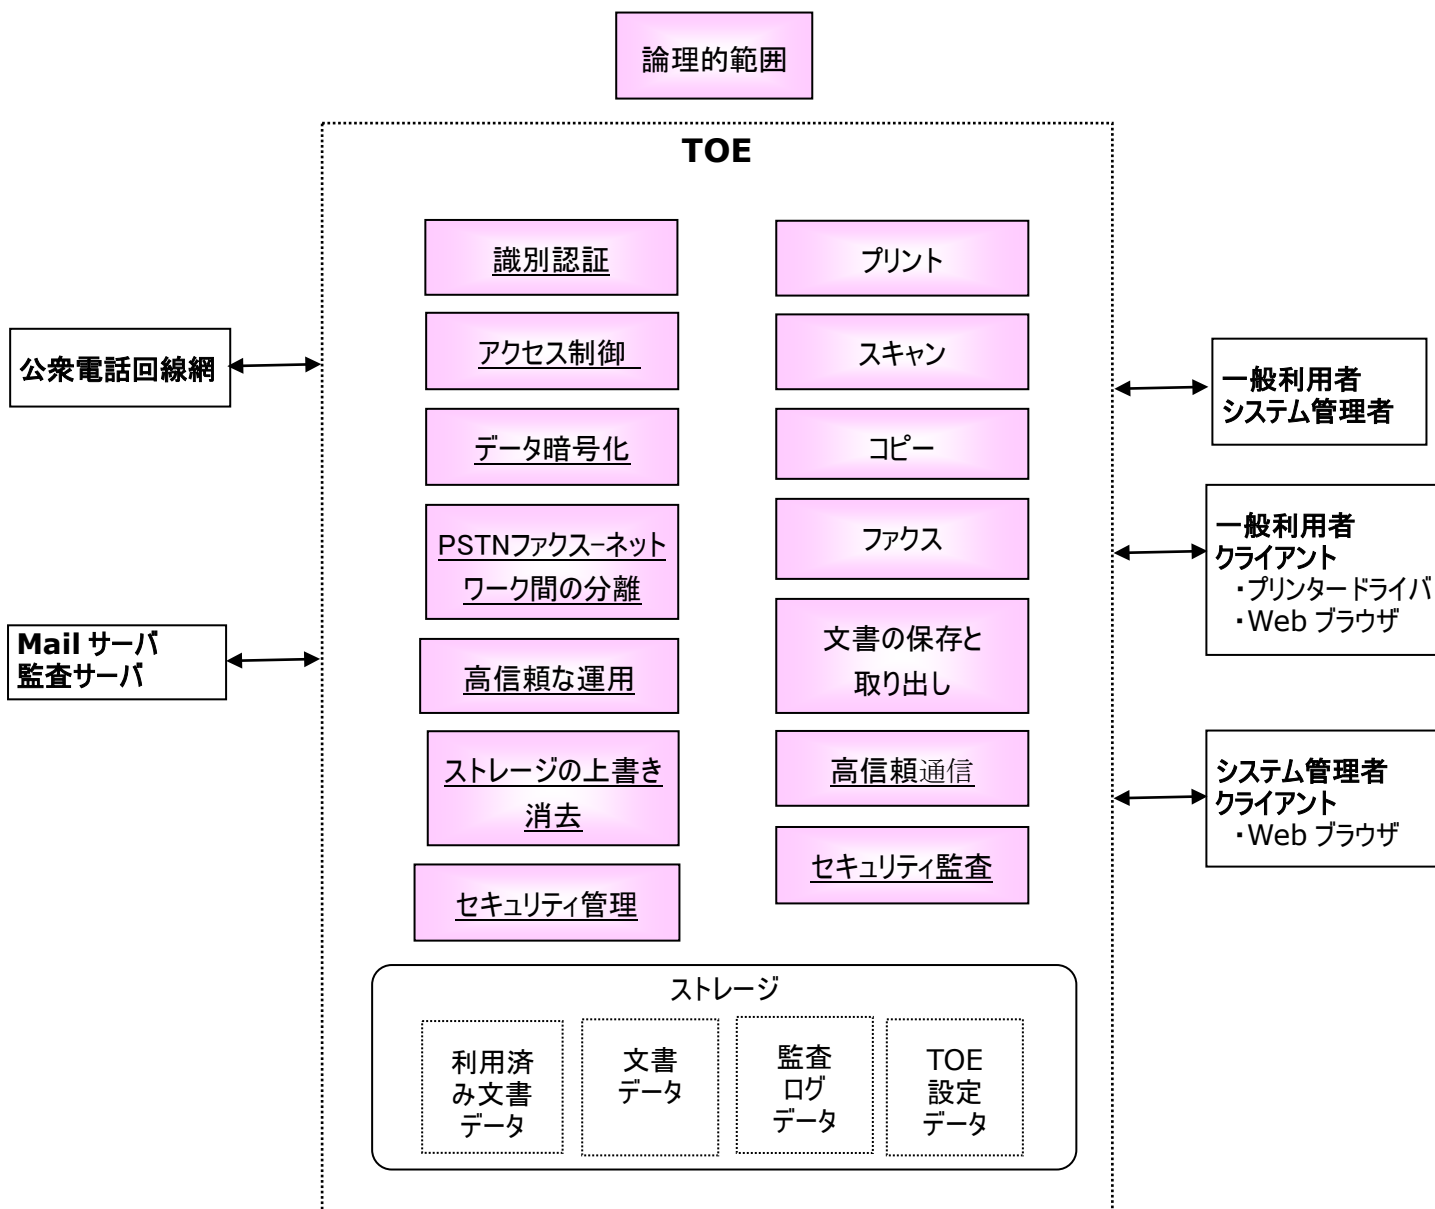 論理的範囲
TOE
識別認証
アクセス制御
データ暗号化
PSTNファクス-ネット
ワーク間の分離
高信頼な運用
ストレージの上書き
消去
セキュリティ管理
プリント
スキャン
コピー
ファクス
文書の保存と
取り出し
高信頼通信
セキュリティ監査
公衆電話回線網
Mail サーバ
監査サーバ
一般利用者
システム管理者
一般利用者
クライアント
・プリンタードライバ
・Web ブラウザ
システム管理者
クライアント
・Web ブラウザ
ストレージ
利用済
み文書
データ
文書
データ
監査
ログ
データ
TOE
設定
データ